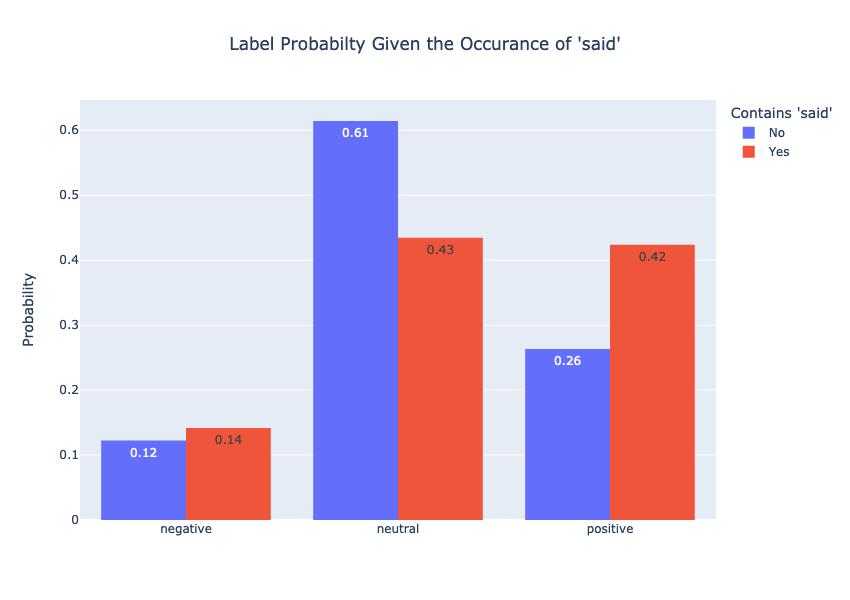 Label Probabilty Given the Occurance of 'said'
Contains 'said'
No
Yes
Probability
0.6
0.5
0.4
0.3
0.2
0.1
0
0.12
0.14
0.61
0.43
0.26
0.42
negative
neutral
positive